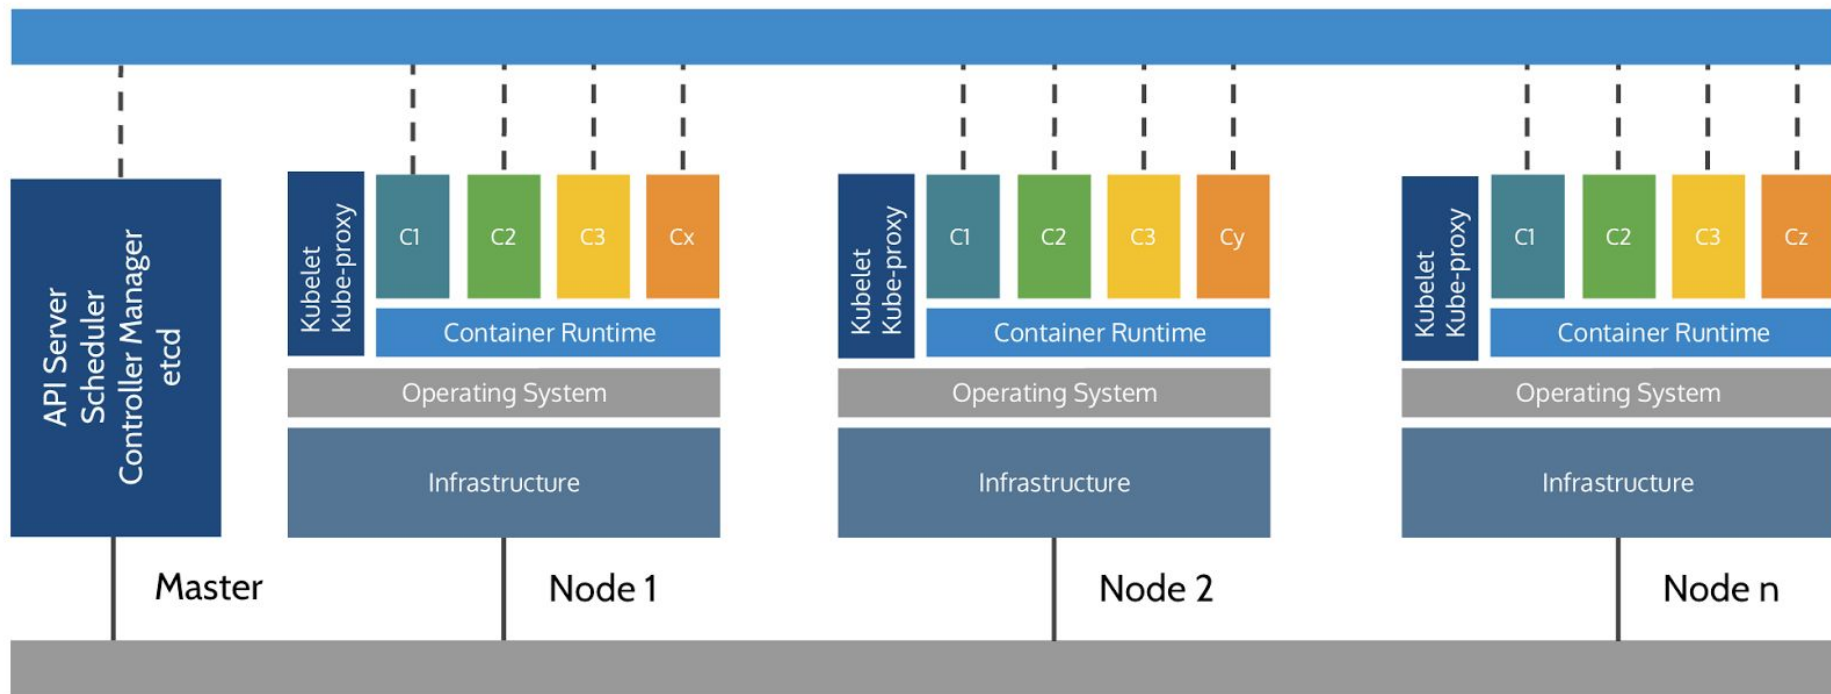 API Server
Scheduler
Controller Manager
etcd
Master
Kubelet
Kube-proxy
C1
C2
C3
Cx
Container Runtime
Operating System
Infrastructure
Node 1
Kubelet
Kube-proxy
C1
C2
C3
Cy
Container Runtime
Operating System
Infrastructure
Node 2
Kubelet
Kube-proxy
C1
C2
C3
Cz
Container Runtime
Operating System
Infrastructure
Node n